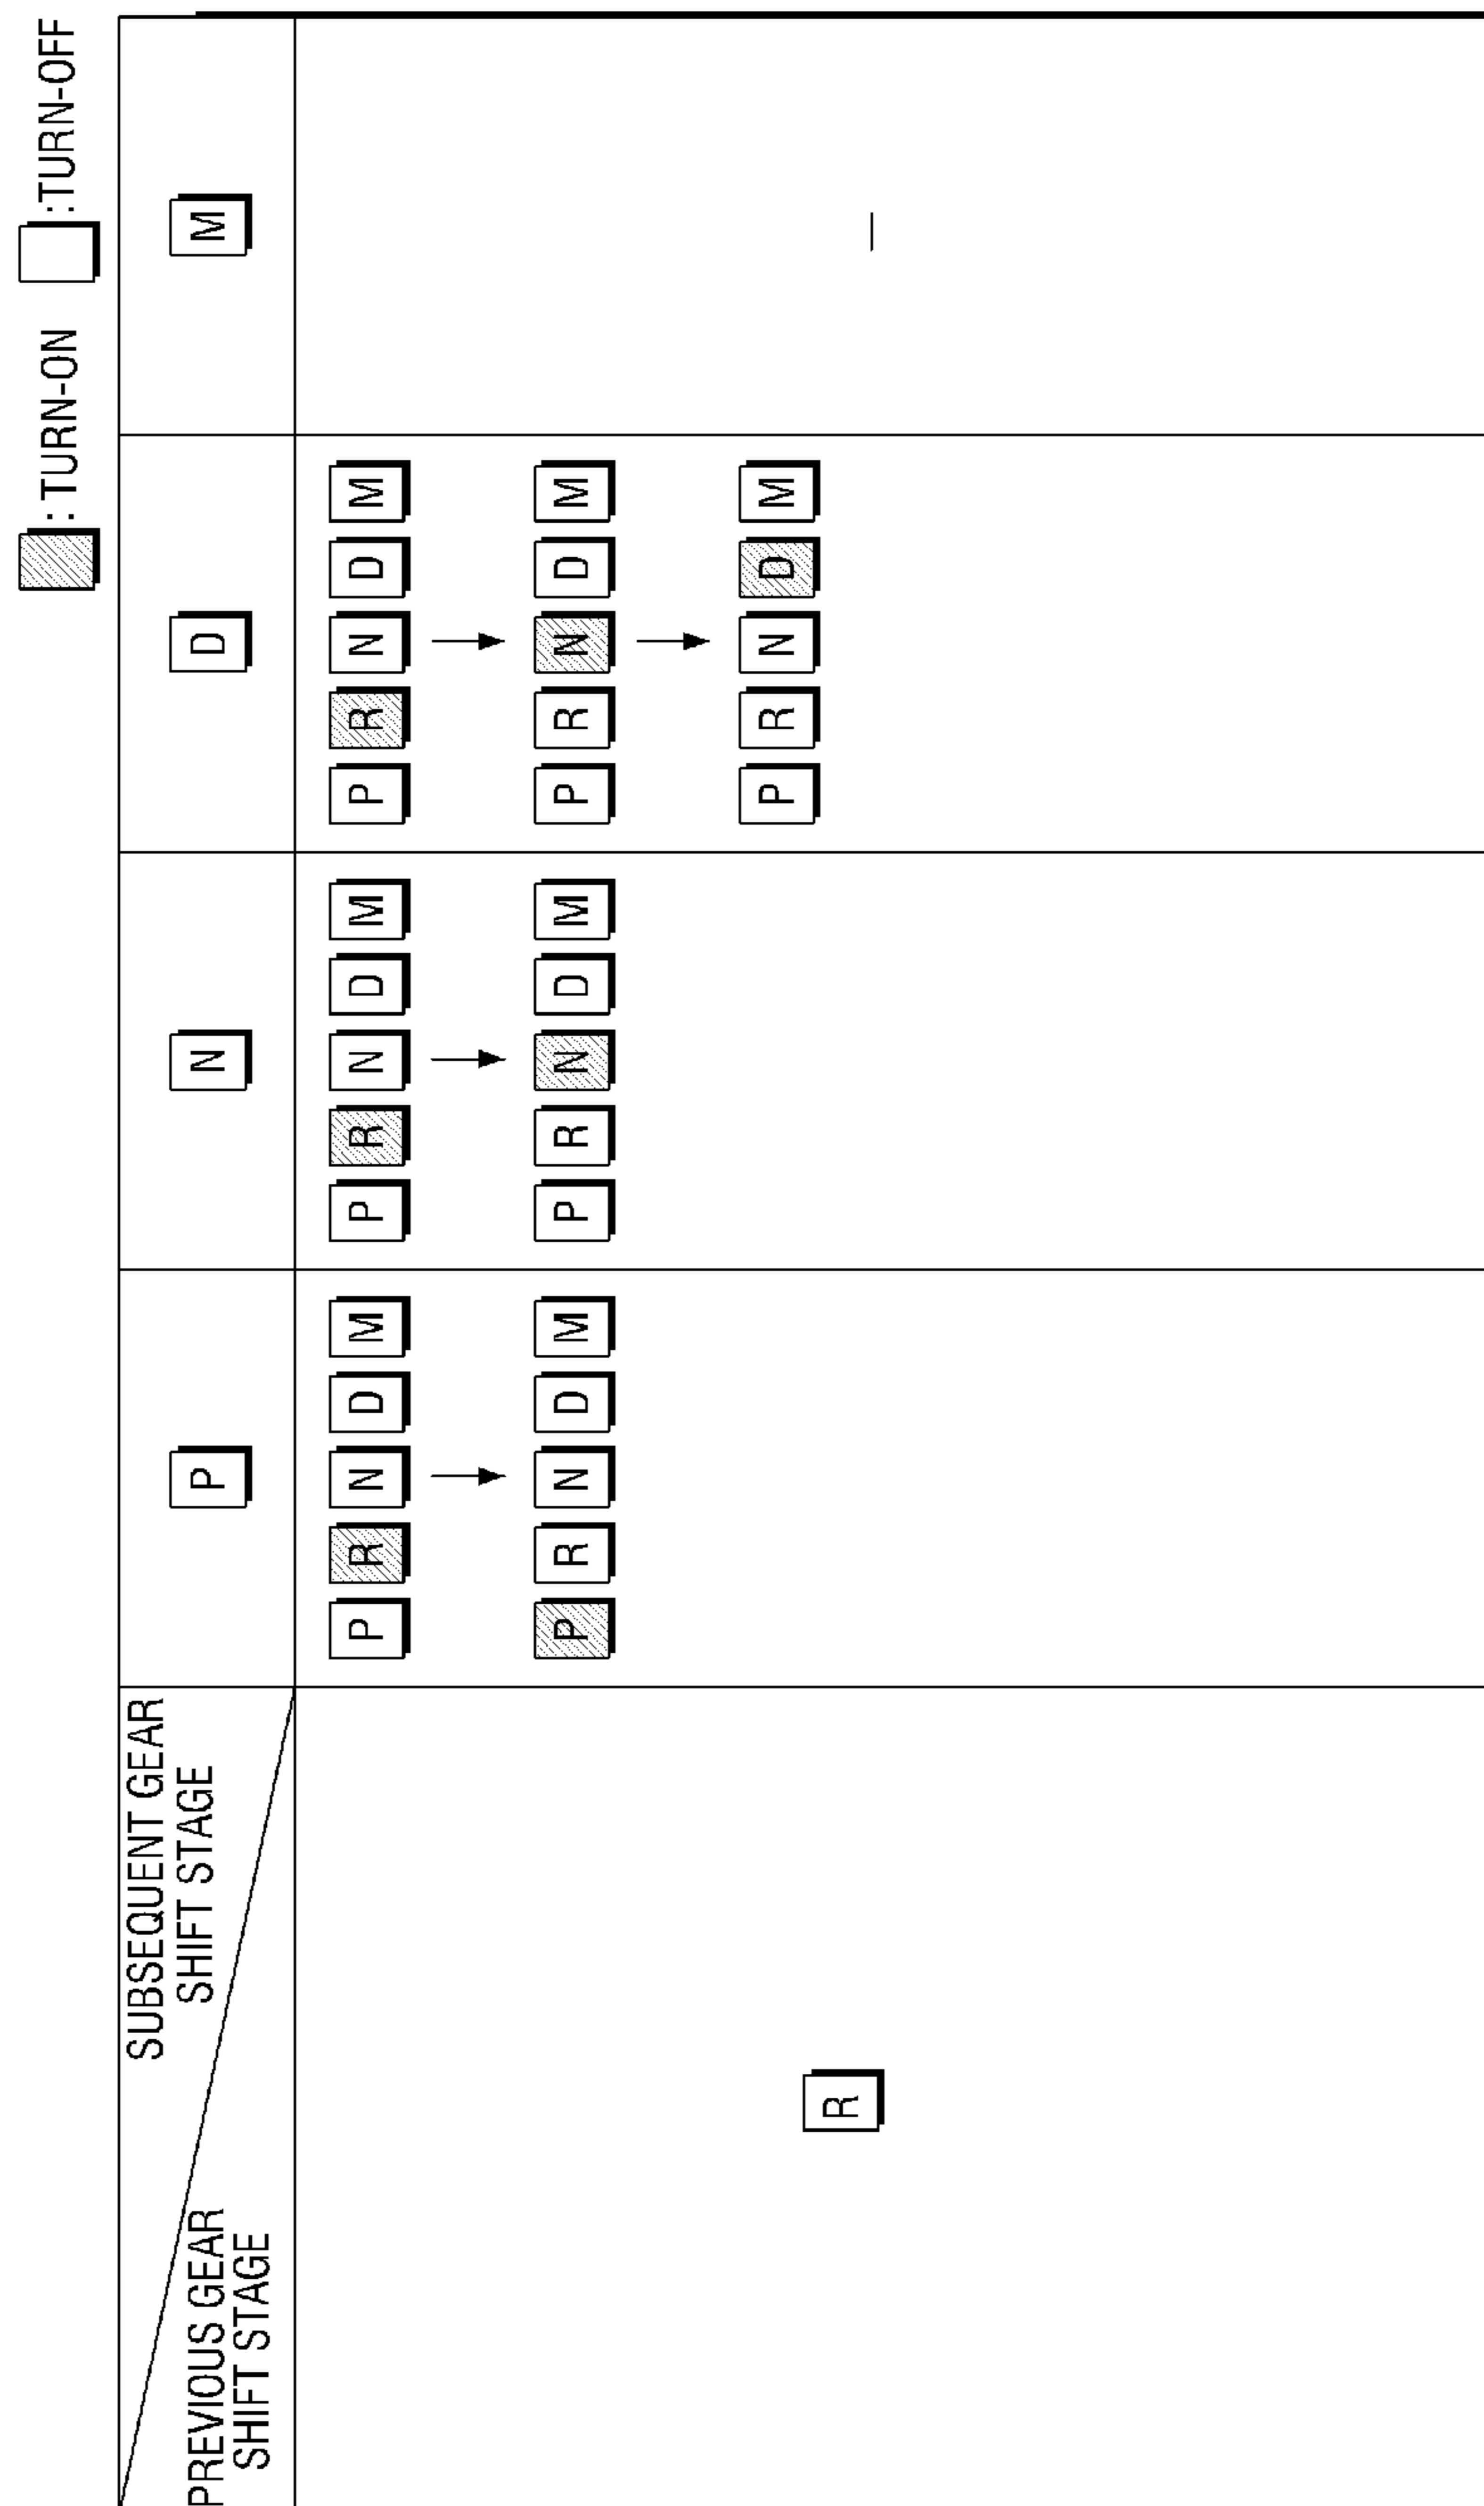 :TURN-ON :TURN-OFF
SUBSEQUENT GEAR
SHIFT STAGE
PREVIOUS GEAR
SHIFT STAGE
P N D M
P R N D M P R N D M P R N D M
P R N D M P R N D M P R N D M
P R N D M
R —